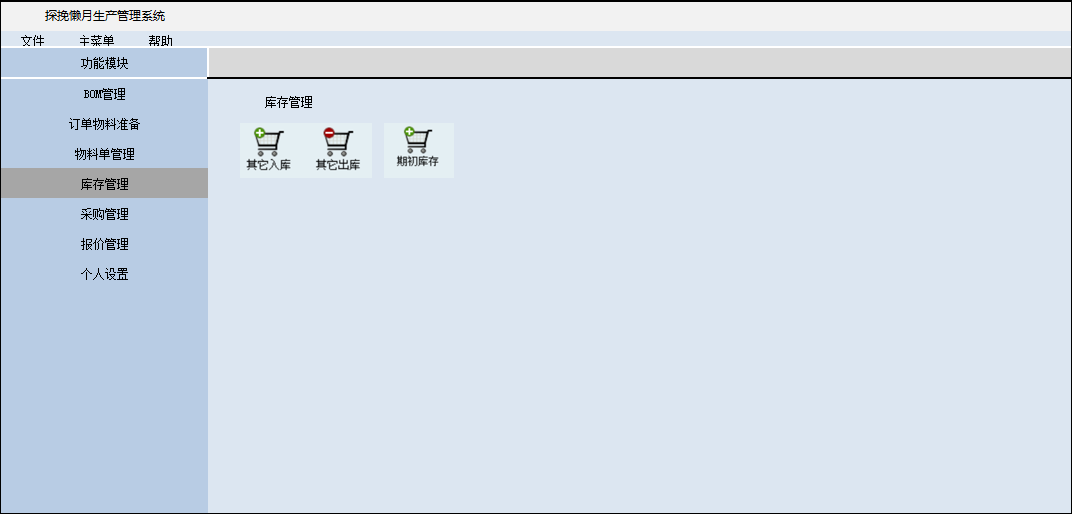 探挽懒月生产管理系统
文件 主菜单 帮助
功能模块
BOM管理
订单物料准备
物料单管理
库存管理
采购管理
报价管理
个人设置
库存管理
其它入库 其它出库 期初库存